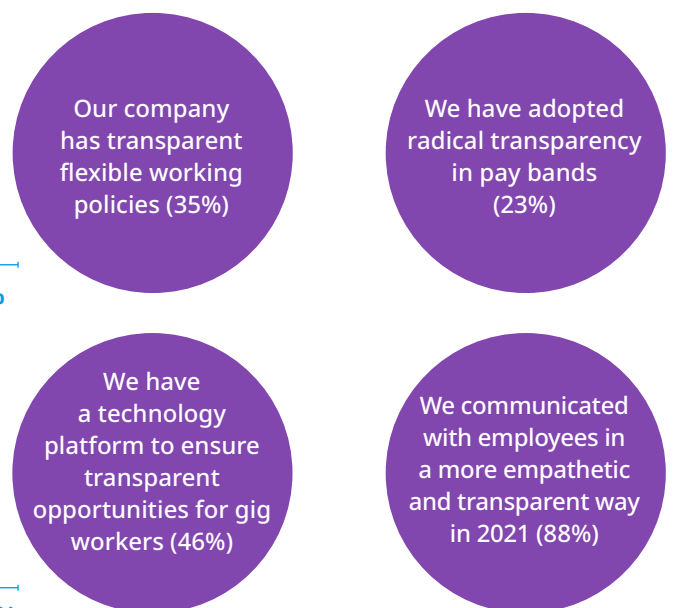 Our company
has transparent
flexible working
policies (35%)
We have adopted
radical transparency
in pay bands
(23%)
We have
a technology
platform to ensure
transparent
opportunities for gig
workers (46%)
We communicated
with employees in
a more empathetic
and transparent way
in 2021 (88%)